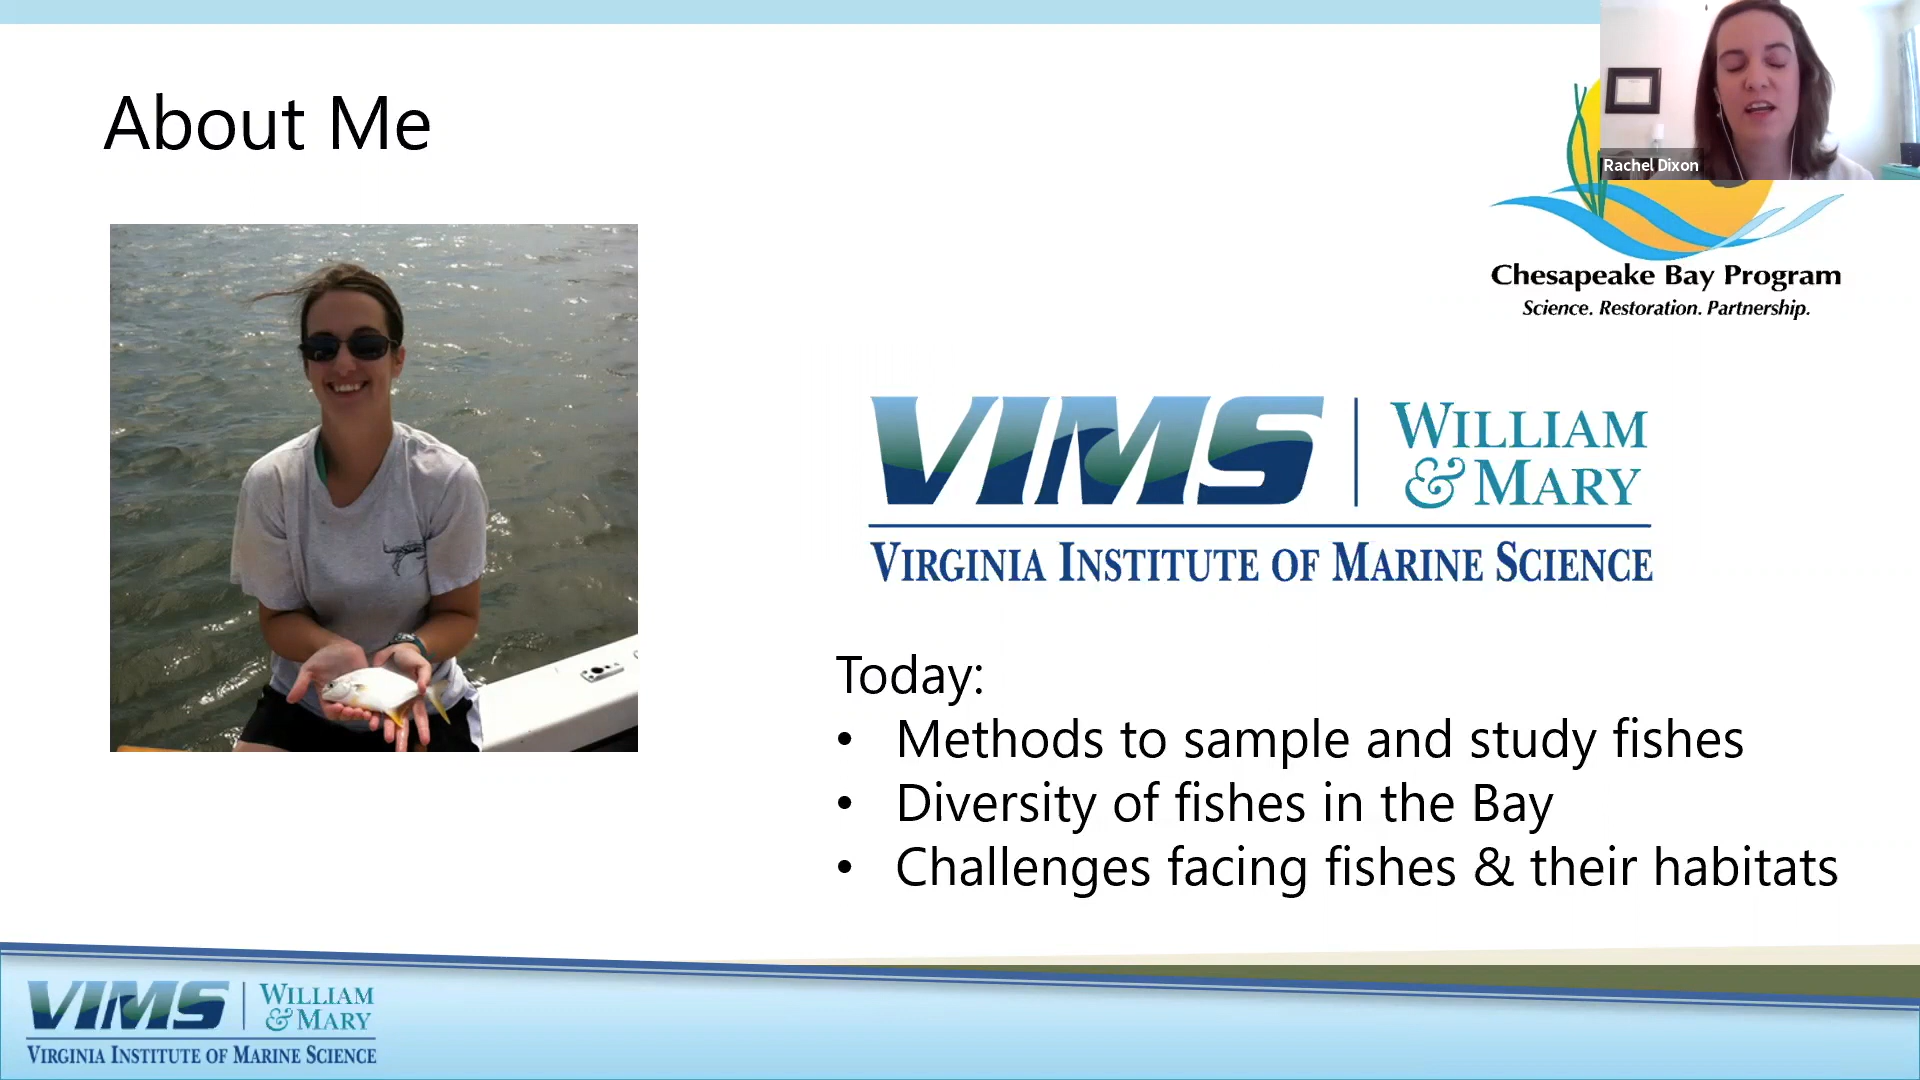 About Me
Rachel Dixon
Chesapeake Bay Program
Science. Restoration. Partnership.
VIMS
WILLIAM
& MARY
VIRGINIA INSTITUTE OF MARINE SCIENCE
Today:
• Methods to sample and study fishes
• Diversity of fishes in the Bay
• Challenges facing fishes & their habitats
VIMS
WILLIAM
& MARY
VIRGINIA INSTITUTE OF MARINE SCIENCE